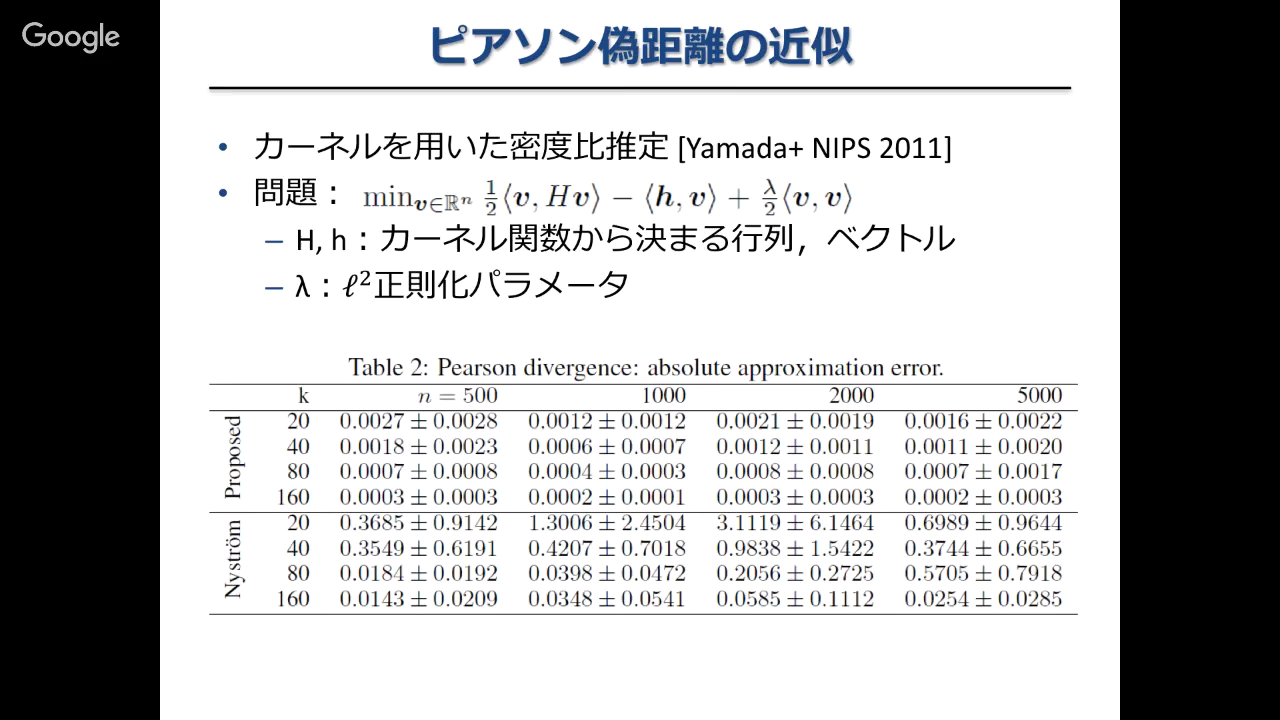 Google
ピアソン偽距離の近似
• カーネルを用いた密度比推定 [Yamada+ NIPS 2011]
• 問題： min_{v∈ℝⁿ} ½⟨v, Hv⟩ − ⟨h, v⟩ + λ/2⟨v, v⟩
– H, h：カーネル関数から決まる行列，ベクトル
– λ：ℓ²正則化パラメータ
Table 2: Pearson divergence: absolute approximation error.
k n = 500 1000 2000 5000
Proposed
20 0.0027 ± 0.0028 0.0012 ± 0.0012 0.0021 ± 0.0019 0.0016 ± 0.0022
40 0.0018 ± 0.0023 0.0006 ± 0.0007 0.0012 ± 0.0011 0.0011 ± 0.0020
80 0.0007 ± 0.0008 0.0004 ± 0.0003 0.0008 ± 0.0008 0.0007 ± 0.0017
160 0.0003 ± 0.0003 0.0002 ± 0.0001 0.0003 ± 0.0003 0.0002 ± 0.0003
Nyström
20 0.3685 ± 0.9142 1.3006 ± 2.4504 3.1119 ± 6.1464 0.6989 ± 0.9644
40 0.3549 ± 0.6191 0.4207 ± 0.7018 0.9838 ± 1.5422 0.3744 ± 0.6655
80 0.0184 ± 0.0192 0.0398 ± 0.0472 0.2056 ± 0.2725 0.5705 ± 0.7918
160 0.0143 ± 0.0209 0.0348 ± 0.0541 0.0585 ± 0.1112 0.0254 ± 0.0285